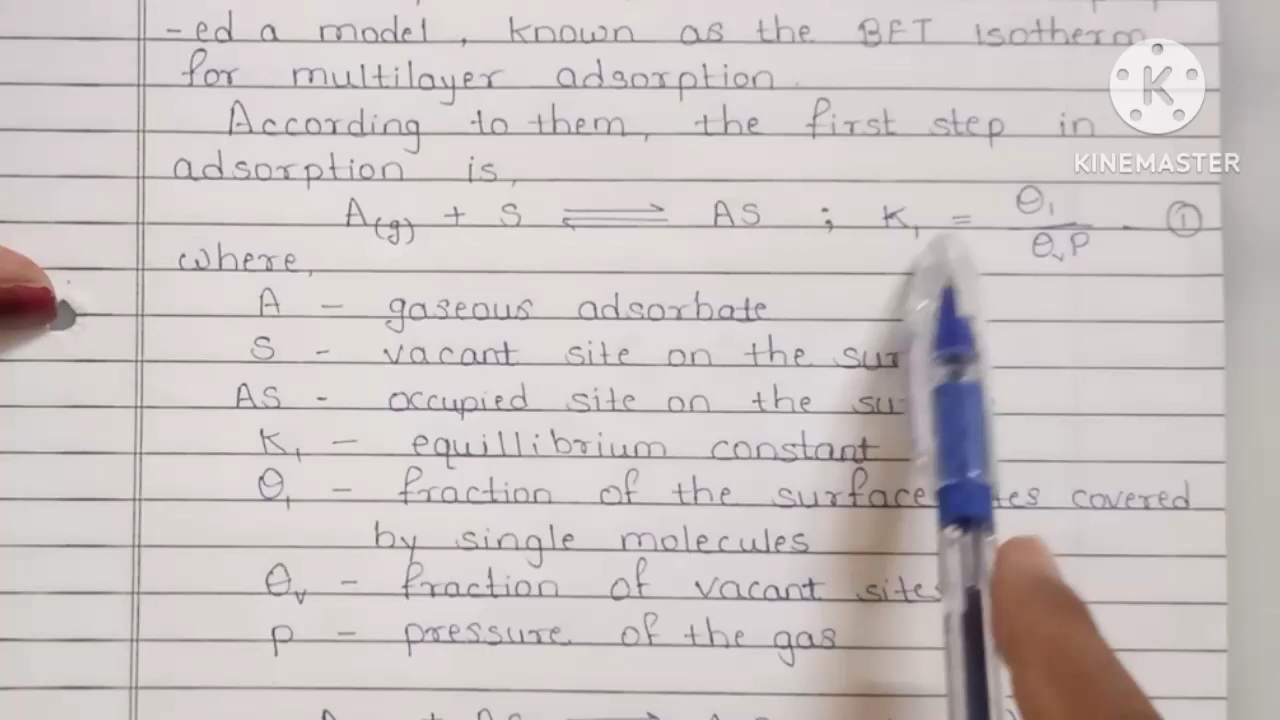 -ed a model, known as the BET isotherm
for multilayer adsorption.
According to them, the first step in
adsorption is,
A(g) + S ⇌ AS ; K₁ = θ₁/θᵥP - ①
where,
A - gaseous adsorbate
S - vacant site on the
AS - occupied site on the
K₁ - equillibrium constant
θ₁ - fraction of the surface covered
by single molecules
θᵥ - fraction of vacant sites
P - pressure of the gas
K
KINEMASTER